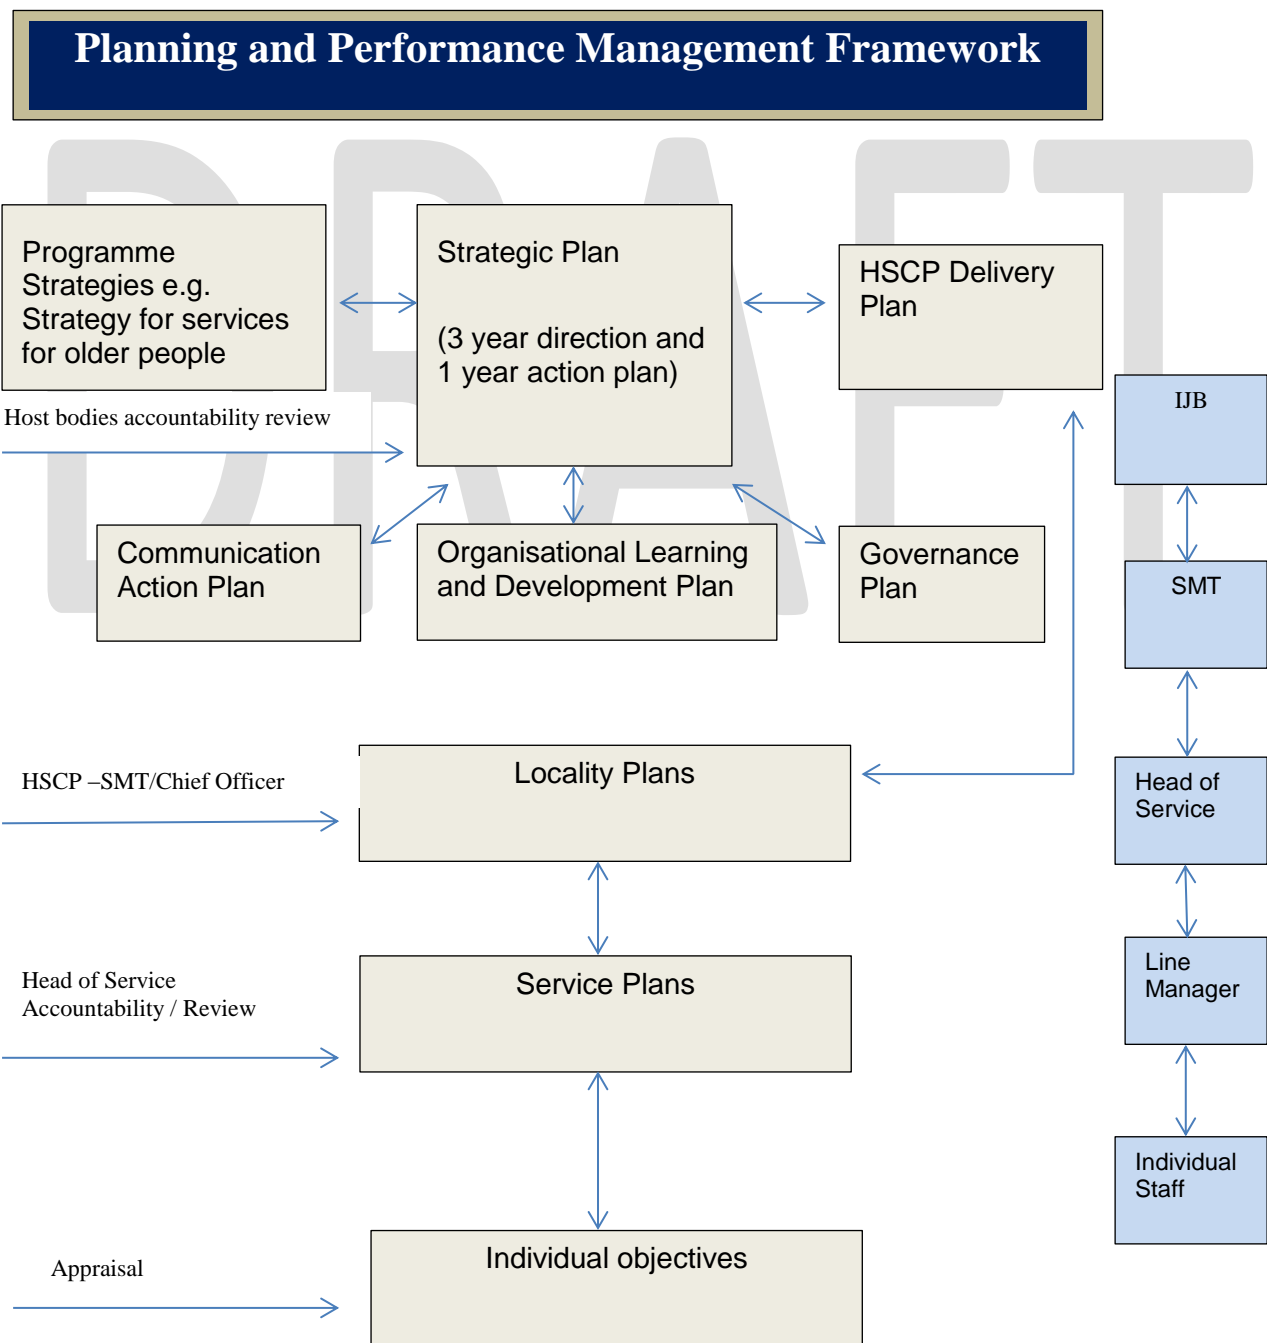 Planning and Performance Management Framework
DRAFT
Programme
Strategies e.g.
Strategy for services
for older people
Strategic Plan
(3 year direction and
1 year action plan)
HSCP Delivery
Plan
Host bodies accountability review
IJB
Communication
Action Plan
Organisational Learning
and Development Plan
Governance
Plan
SMT
HSCP –SMT/Chief Officer
Locality Plans
Head of
Service
Head of Service
Accountability / Review
Service Plans
Line
Manager
Individual
Staff
Appraisal
Individual objectives